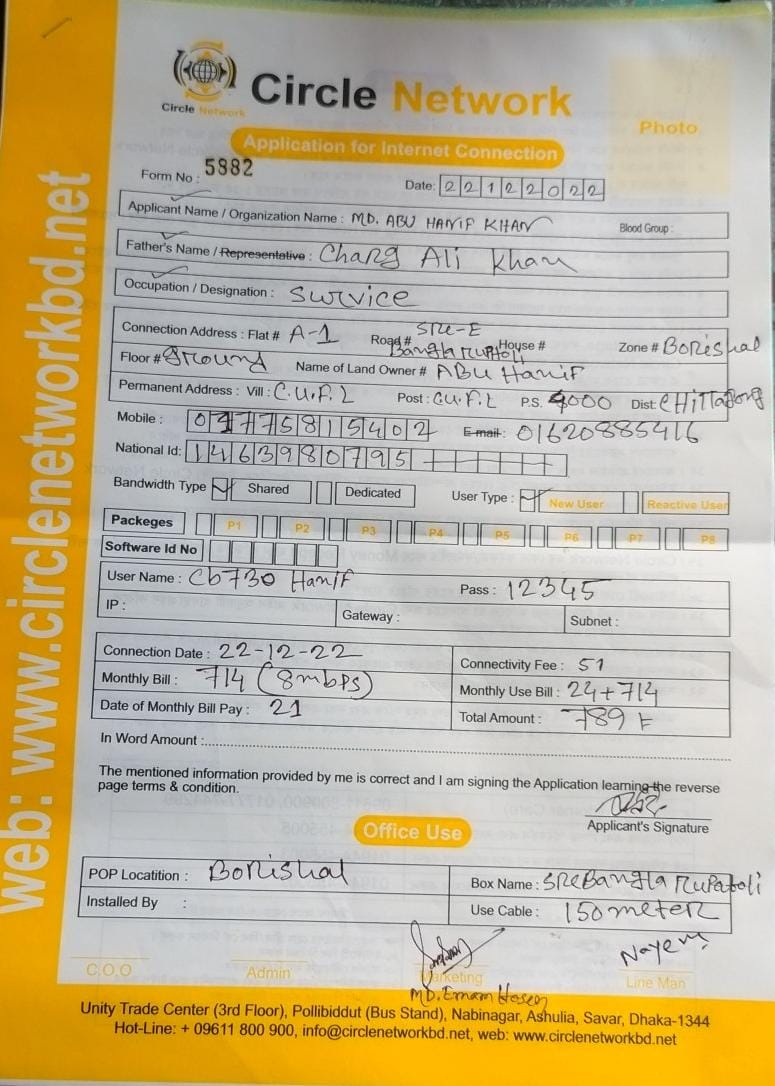 web: www.circlenetworkbd.net
Circle Network
Circle Network
Photo
Application for Internet Connection
Form No : 5882
Date: 22122022
Applicant Name / Organization Name : MD. ABU HANIF KHAN Blood Group :
Father's Name / Representative : Chang Ali Khan
Occupation / Designation : Survice
Connection Address : Flat # A-1 Road# SRE-E Bangla Rupatoli House # Zone # Borishal
Floor # Ground Name of Land Owner # ABU Hanif
Permanent Address : Vill : C.U.F.L Post : C.U.F.L P.S. 4000 Dist: CHITTAGONG
Mobile : 01775815402 E-mail : 01620885416
National Id: 1463980795
Bandwidth Type Shared Dedicated User Type : New User Reactive User
Packeges P1 P2 P3 P4 P5 P6 P7 P8
Software Id No
User Name : Cb730 Hanif Pass : 12345
IP : Gateway : Subnet :
Connection Date : 22-12-22 Connectivity Fee : 51
Monthly Bill : 714 (8mbps) Monthly Use Bill : 24+714
Date of Monthly Bill Pay : 21 Total Amount : 789
In Word Amount :
The mentioned information provided by me is correct and I am signing the Application learning the reverse
page terms & condition.
Applicant's Signature
Office Use
POP Locatition : Borishal Box Name : SRE Bangla Rupatoli
Installed By : Use Cable : 150 meter
Nayem
C.O.O Admin Marketing Line Man
MD. Emam Hosen
Unity Trade Center (3rd Floor), Pollibiddut (Bus Stand), Nabinagar, Ashulia, Savar, Dhaka-1344
Hot-Line: + 09611 800 900, info@circlenetworkbd.net, web: www.circlenetworkbd.net